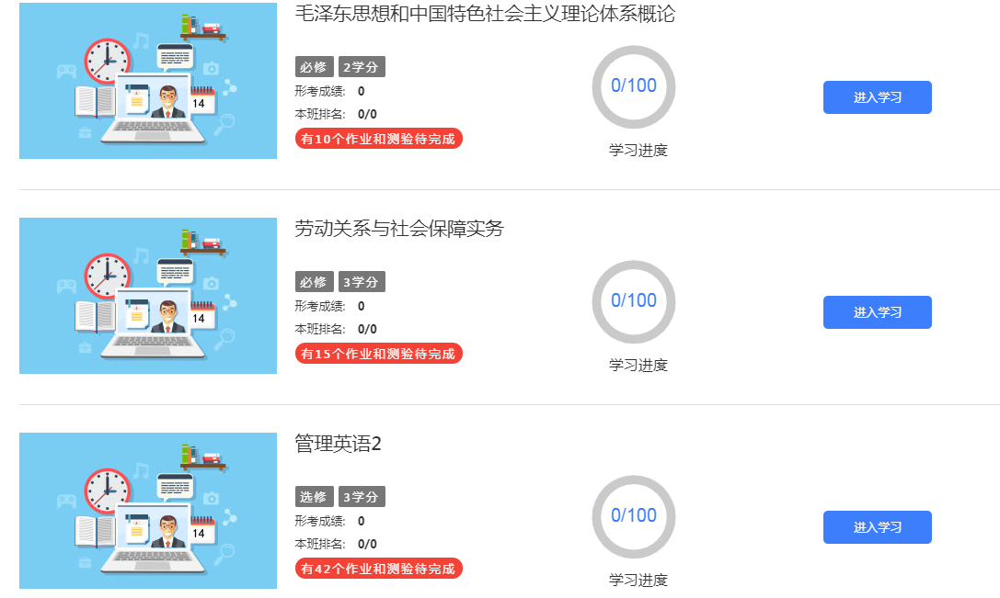 毛泽东思想和中国特色社会主义理论体系概论
必修 2学分
形考成绩: 0
本班排名: 0/0
有10个作业和测验待完成
0/100
学习进度
进入学习
14
劳动关系与社会保障实务
必修 3学分
形考成绩: 0
本班排名: 0/0
有15个作业和测验待完成
0/100
学习进度
进入学习
14
管理英语2
选修 3学分
形考成绩: 0
本班排名: 0/0
有42个作业和测验待完成
0/100
学习进度
进入学习
14